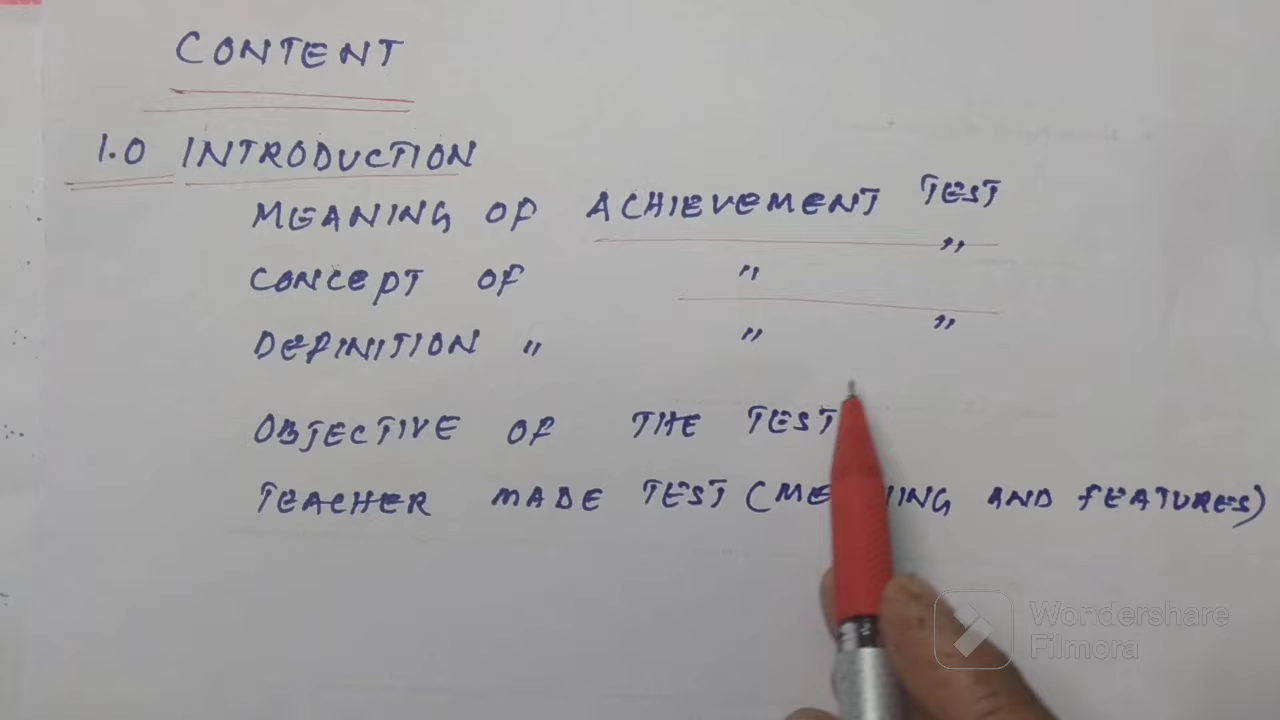 CONTENT
1.0 INTRODUCTION
MEANING OF ACHIEVEMENT TEST
CONCEPT OF " "
DEFINITION " " "
OBJECTIVE OF THE TEST
TEACHER MADE TEST (ME NING AND FEATURES)
Wondershare
Filmora